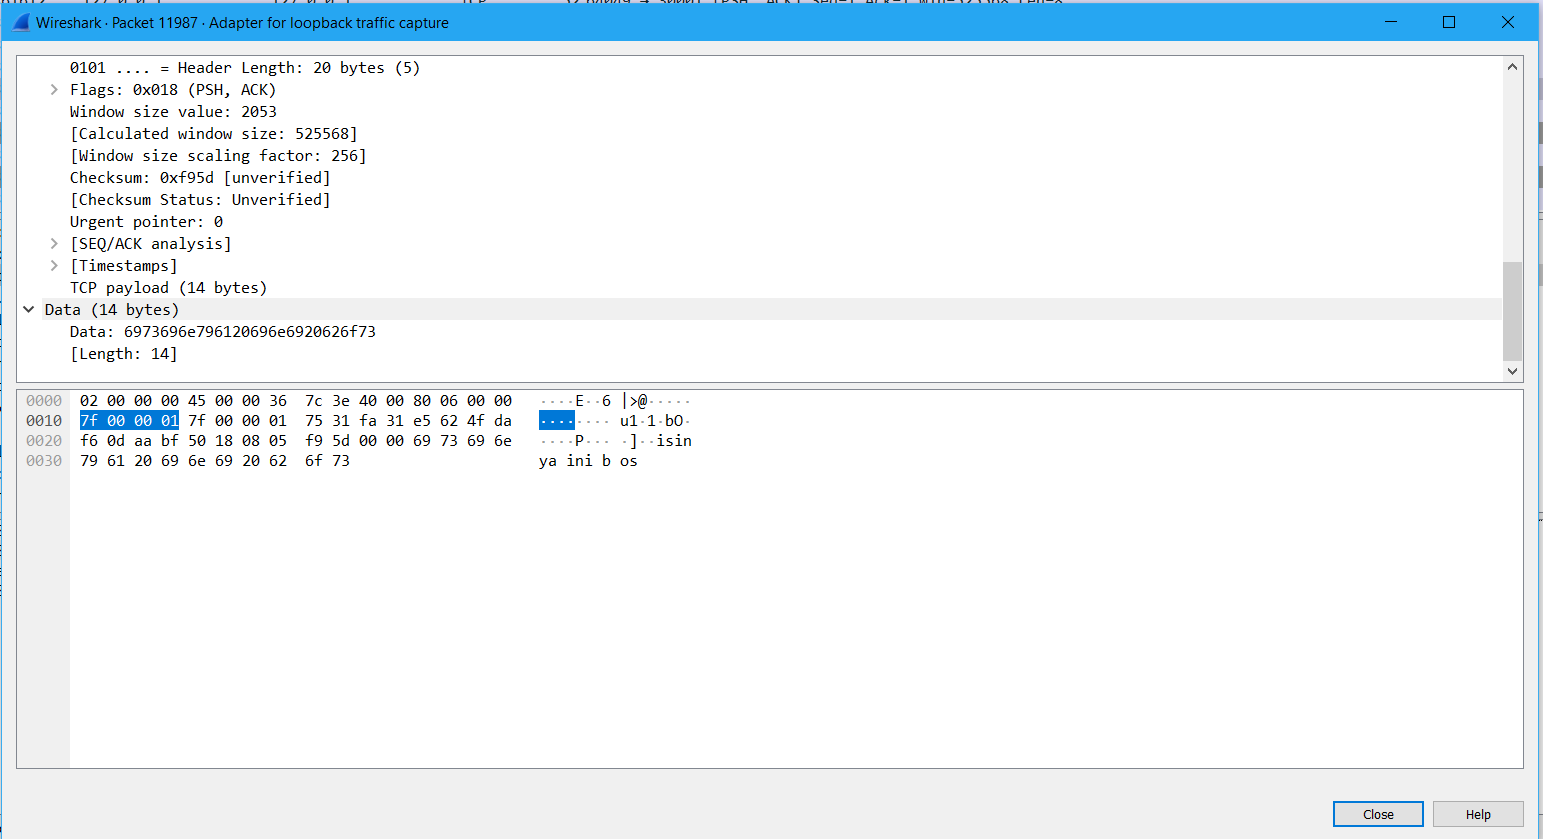 Wireshark · Packet 11987 · Adapter for loopback traffic capture
0101 .... = Header Length: 20 bytes (5)
Flags: 0x018 (PSH, ACK)
Window size value: 2053
[Calculated window size: 525568]
[Window size scaling factor: 256]
Checksum: 0xf95d [unverified]
[Checksum Status: Unverified]
Urgent pointer: 0
[SEQ/ACK analysis]
[Timestamps]
TCP payload (14 bytes)
Data (14 bytes)
Data: 6973696e796120696e6920626f73
[Length: 14]
0000 02 00 00 00 45 00 00 36 7c 3e 40 00 80 06 00 00 ····E··6 |>@·····
0010 7f 00 00 01 7f 00 00 01 75 31 fa 31 e5 62 4f da ········ u1·1·bO·
0020 f6 0d aa bf 50 18 08 05 f9 5d 00 00 69 73 69 6e ····P··· ·]··isin
0030 79 61 20 69 6e 69 20 62 6f 73 ya ini b os
Close Help